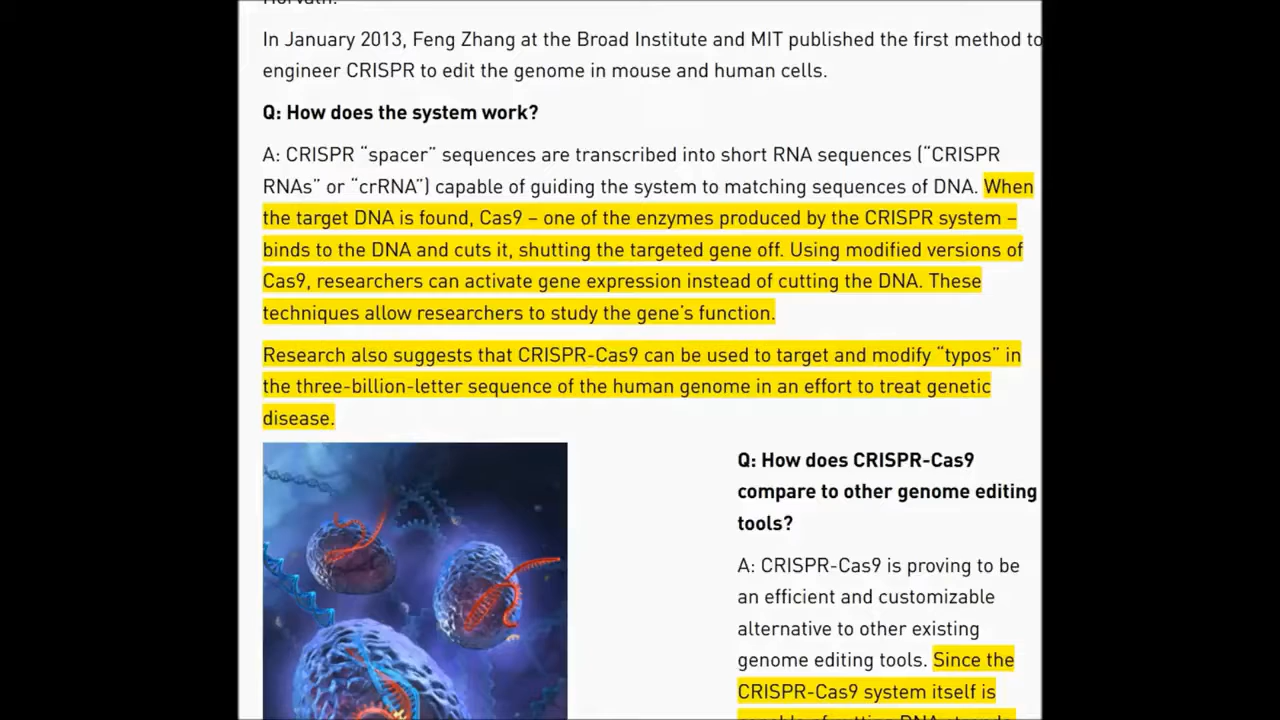 Horvath.
In January 2013, Feng Zhang at the Broad Institute and MIT published the first method to
engineer CRISPR to edit the genome in mouse and human cells.
Q: How does the system work?
A: CRISPR “spacer” sequences are transcribed into short RNA sequences (“CRISPR
RNAs” or “crRNA”) capable of guiding the system to matching sequences of DNA. When
the target DNA is found, Cas9 – one of the enzymes produced by the CRISPR system –
binds to the DNA and cuts it, shutting the targeted gene off. Using modified versions of
Cas9, researchers can activate gene expression instead of cutting the DNA. These
techniques allow researchers to study the gene’s function.
Research also suggests that CRISPR-Cas9 can be used to target and modify “typos” in
the three-billion-letter sequence of the human genome in an effort to treat genetic
disease.
Q: How does CRISPR-Cas9
compare to other genome editing
tools?
A: CRISPR-Cas9 is proving to be
an efficient and customizable
alternative to other existing
genome editing tools. Since the
CRISPR-Cas9 system itself is
capable of cutting DNA strands